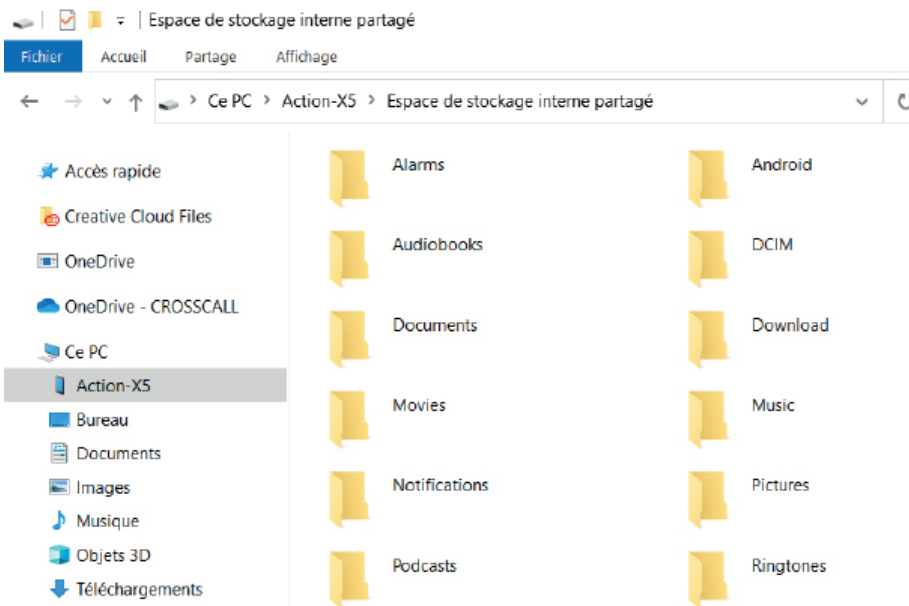 Espace de stockage interne partagé
Fichier Accueil Partage Affichage
Ce PC > Action-X5 > Espace de stockage interne partagé
Accès rapide
Creative Cloud Files
OneDrive
OneDrive - CROSSCALL
Ce PC
Action-X5
Bureau
Documents
Images
Musique
Objets 3D
Téléchargements
Alarms Android
Audiobooks DCIM
Documents Download
Movies Music
Notifications Pictures
Podcasts Ringtones